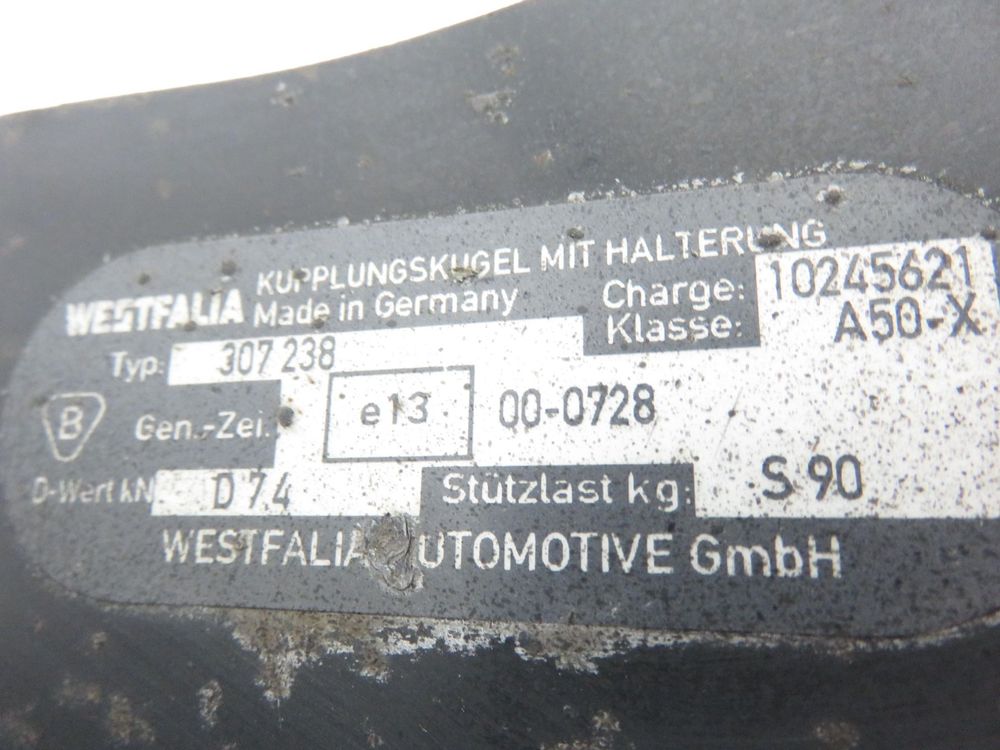 KUPPLUNGSKUGEL MIT HALTERUNG
WESTFALIA Made in Germany
Charge: 10245621
Klasse: A50-X
Typ: 307 238
B Gen.-Zei.: e13 00-0728
D-Wert kN D 7.4 Stützlast kg: S 90
WESTFALIA AUTOMOTIVE GmbH